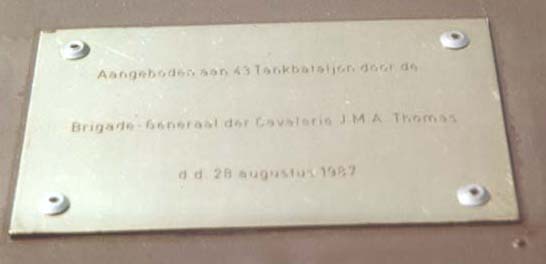 Aangeboden aan 43 Tankbataljon door de
Brigade-Generaal der Cavalerie J.M.A. Thomas
d.d. 28 augustus 1987